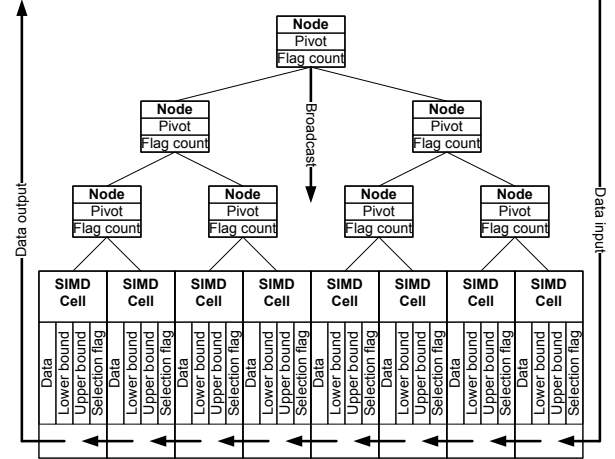 Node
Pivot
Flag count
Node
Pivot
Flag count
Broadcast
Node
Pivot
Flag count
Node
Pivot
Flag count
Node
Pivot
Flag count
Node
Pivot
Flag count
Node
Pivot
Flag count
Data output
Data input
SIMD
Cell
SIMD
Cell
SIMD
Cell
SIMD
Cell
SIMD
Cell
SIMD
Cell
SIMD
Cell
SIMD
Cell
Data
Lower bound
Upper bound
Selection flag
Data
Lower bound
Upper bound
Selection flag
Data
Lower bound
Upper bound
Selection flag
Data
Lower bound
Upper bound
Selection flag
Data
Lower bound
Upper bound
Selection flag
Data
Lower bound
Upper bound
Selection flag
Data
Lower bound
Upper bound
Selection flag
Data
Lower bound
Upper bound
Selection flag